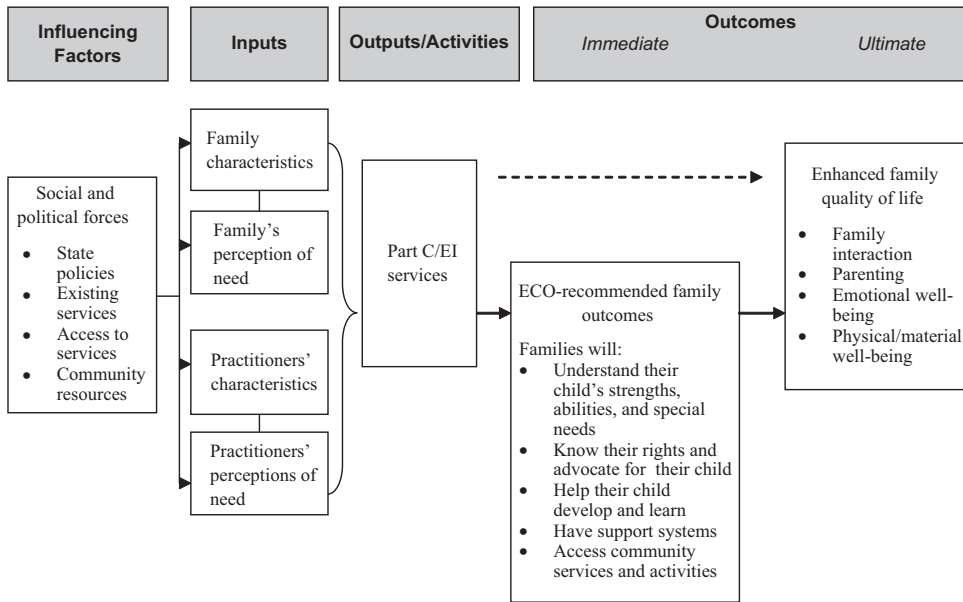 Influencing
Factors
Inputs
Outputs/Activities
Outcomes
Immediate
Ultimate
Social and
political forces
● State
policies
● Existing
services
● Access to
services
● Community
resources
Family
characteristics
Family’s
perception of
need
Practitioners’
characteristics
Practitioners’
perceptions of
need
Part C/EI
services
ECO-recommended family
outcomes
Families will:
● Understand their
child’s strengths,
abilities, and special
needs
● Know their rights and
advocate for their child
● Help their child
develop and learn
● Have support systems
● Access community
services and activities
Enhanced family
quality of life
● Family
interaction
● Parenting
● Emotional well-
being
● Physical/material
well-being